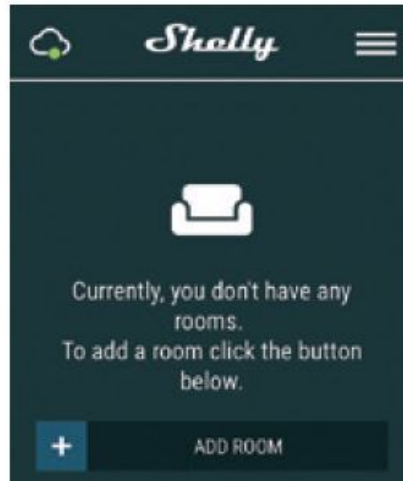 Shelly
Currently, you don't have any
rooms.
To add a room click the button
below.
+ ADD ROOM